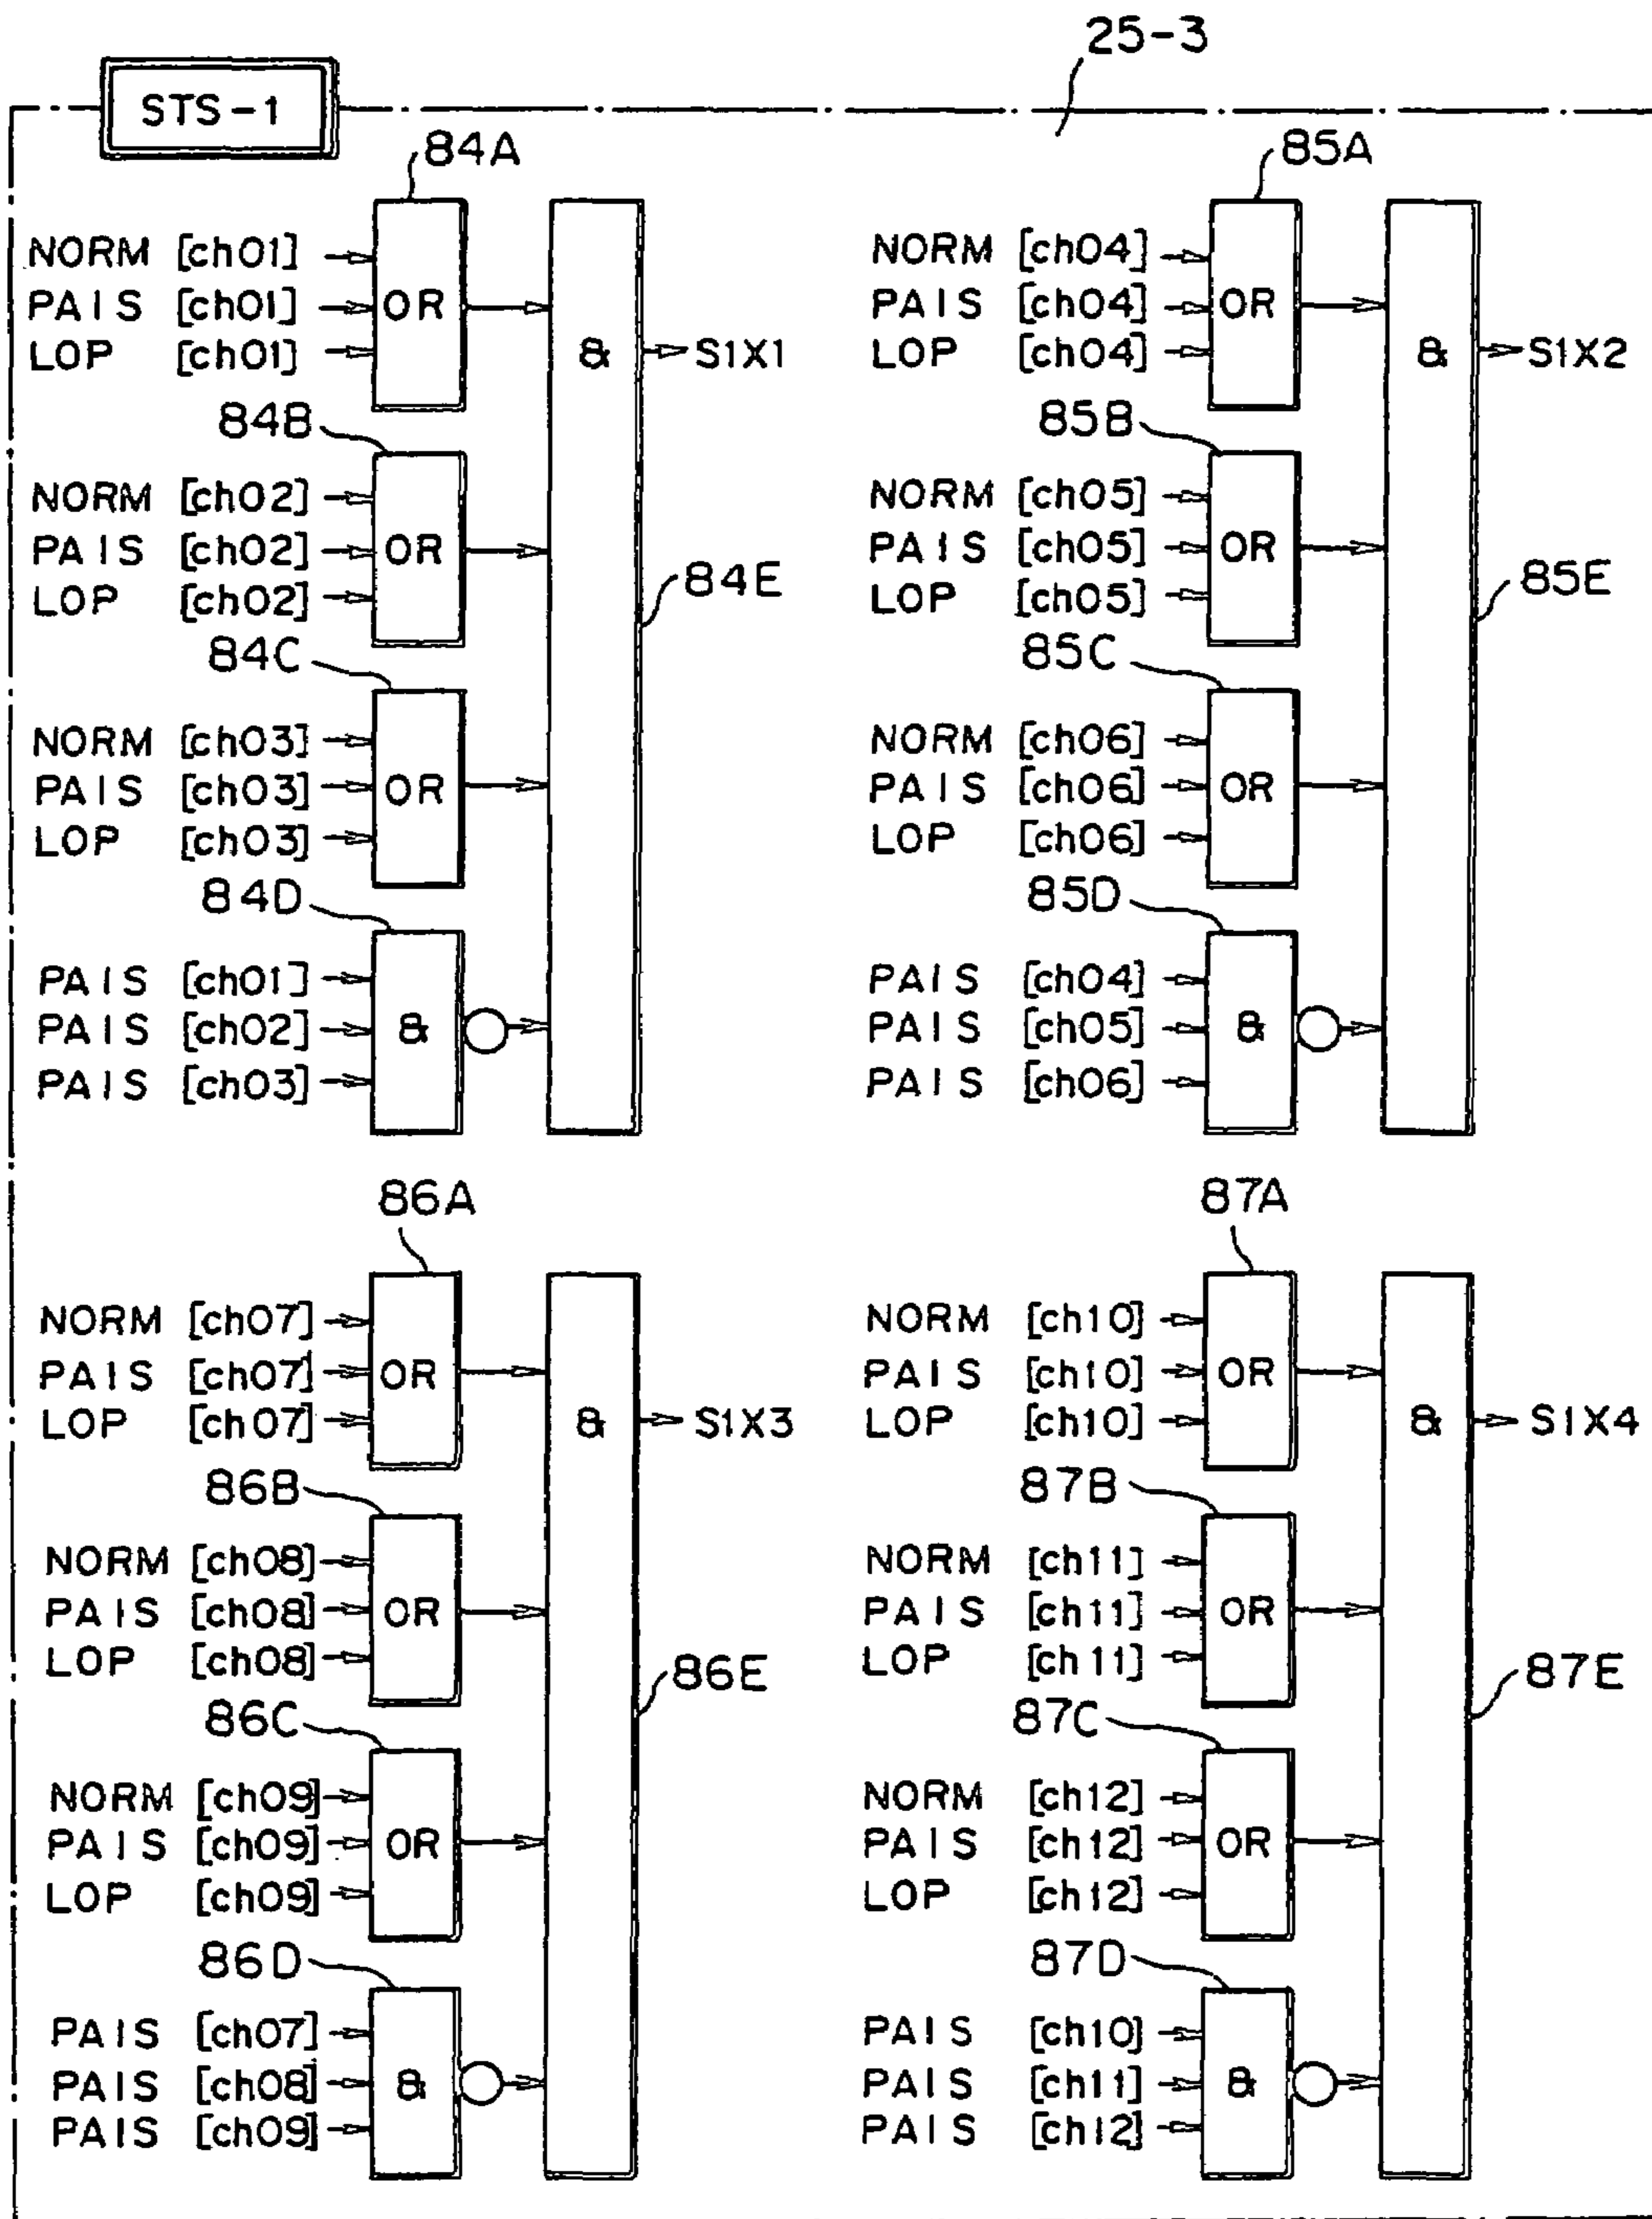 25-3
STS-1
84A
NORM [ch01]
PAIS [ch01]
LOP [ch01]
OR
&
S1X1
84B
NORM [ch02]
PAIS [ch02]
LOP [ch02]
OR
84E
84C
NORM [ch03]
PAIS [ch03]
LOP [ch03]
OR
84D
PAIS [ch01]
PAIS [ch02]
PAIS [ch03]
&
85A
NORM [ch04]
PAIS [ch04]
LOP [ch04]
OR
&
S1X2
85B
NORM [ch05]
PAIS [ch05]
LOP [ch05]
OR
85E
85C
NORM [ch06]
PAIS [ch06]
LOP [ch06]
OR
85D
PAIS [ch04]
PAIS [ch05]
PAIS [ch06]
&
86A
NORM [ch07]
PAIS [ch07]
LOP [ch07]
OR
&
S1X3
86B
NORM [ch08]
PAIS [ch08]
LOP [ch08]
OR
86E
86C
NORM [ch09]
PAIS [ch09]
LOP [ch09]
OR
86D
PAIS [ch07]
PAIS [ch08]
PAIS [ch09]
&
87A
NORM [ch10]
PAIS [ch10]
LOP [ch10]
OR
&
S1X4
87B
NORM [ch11]
PAIS [ch11]
LOP [ch11]
OR
87E
87C
NORM [ch12]
PAIS [ch12]
LOP [ch12]
OR
87D
PAIS [ch10]
PAIS [ch11]
PAIS [ch12]
&